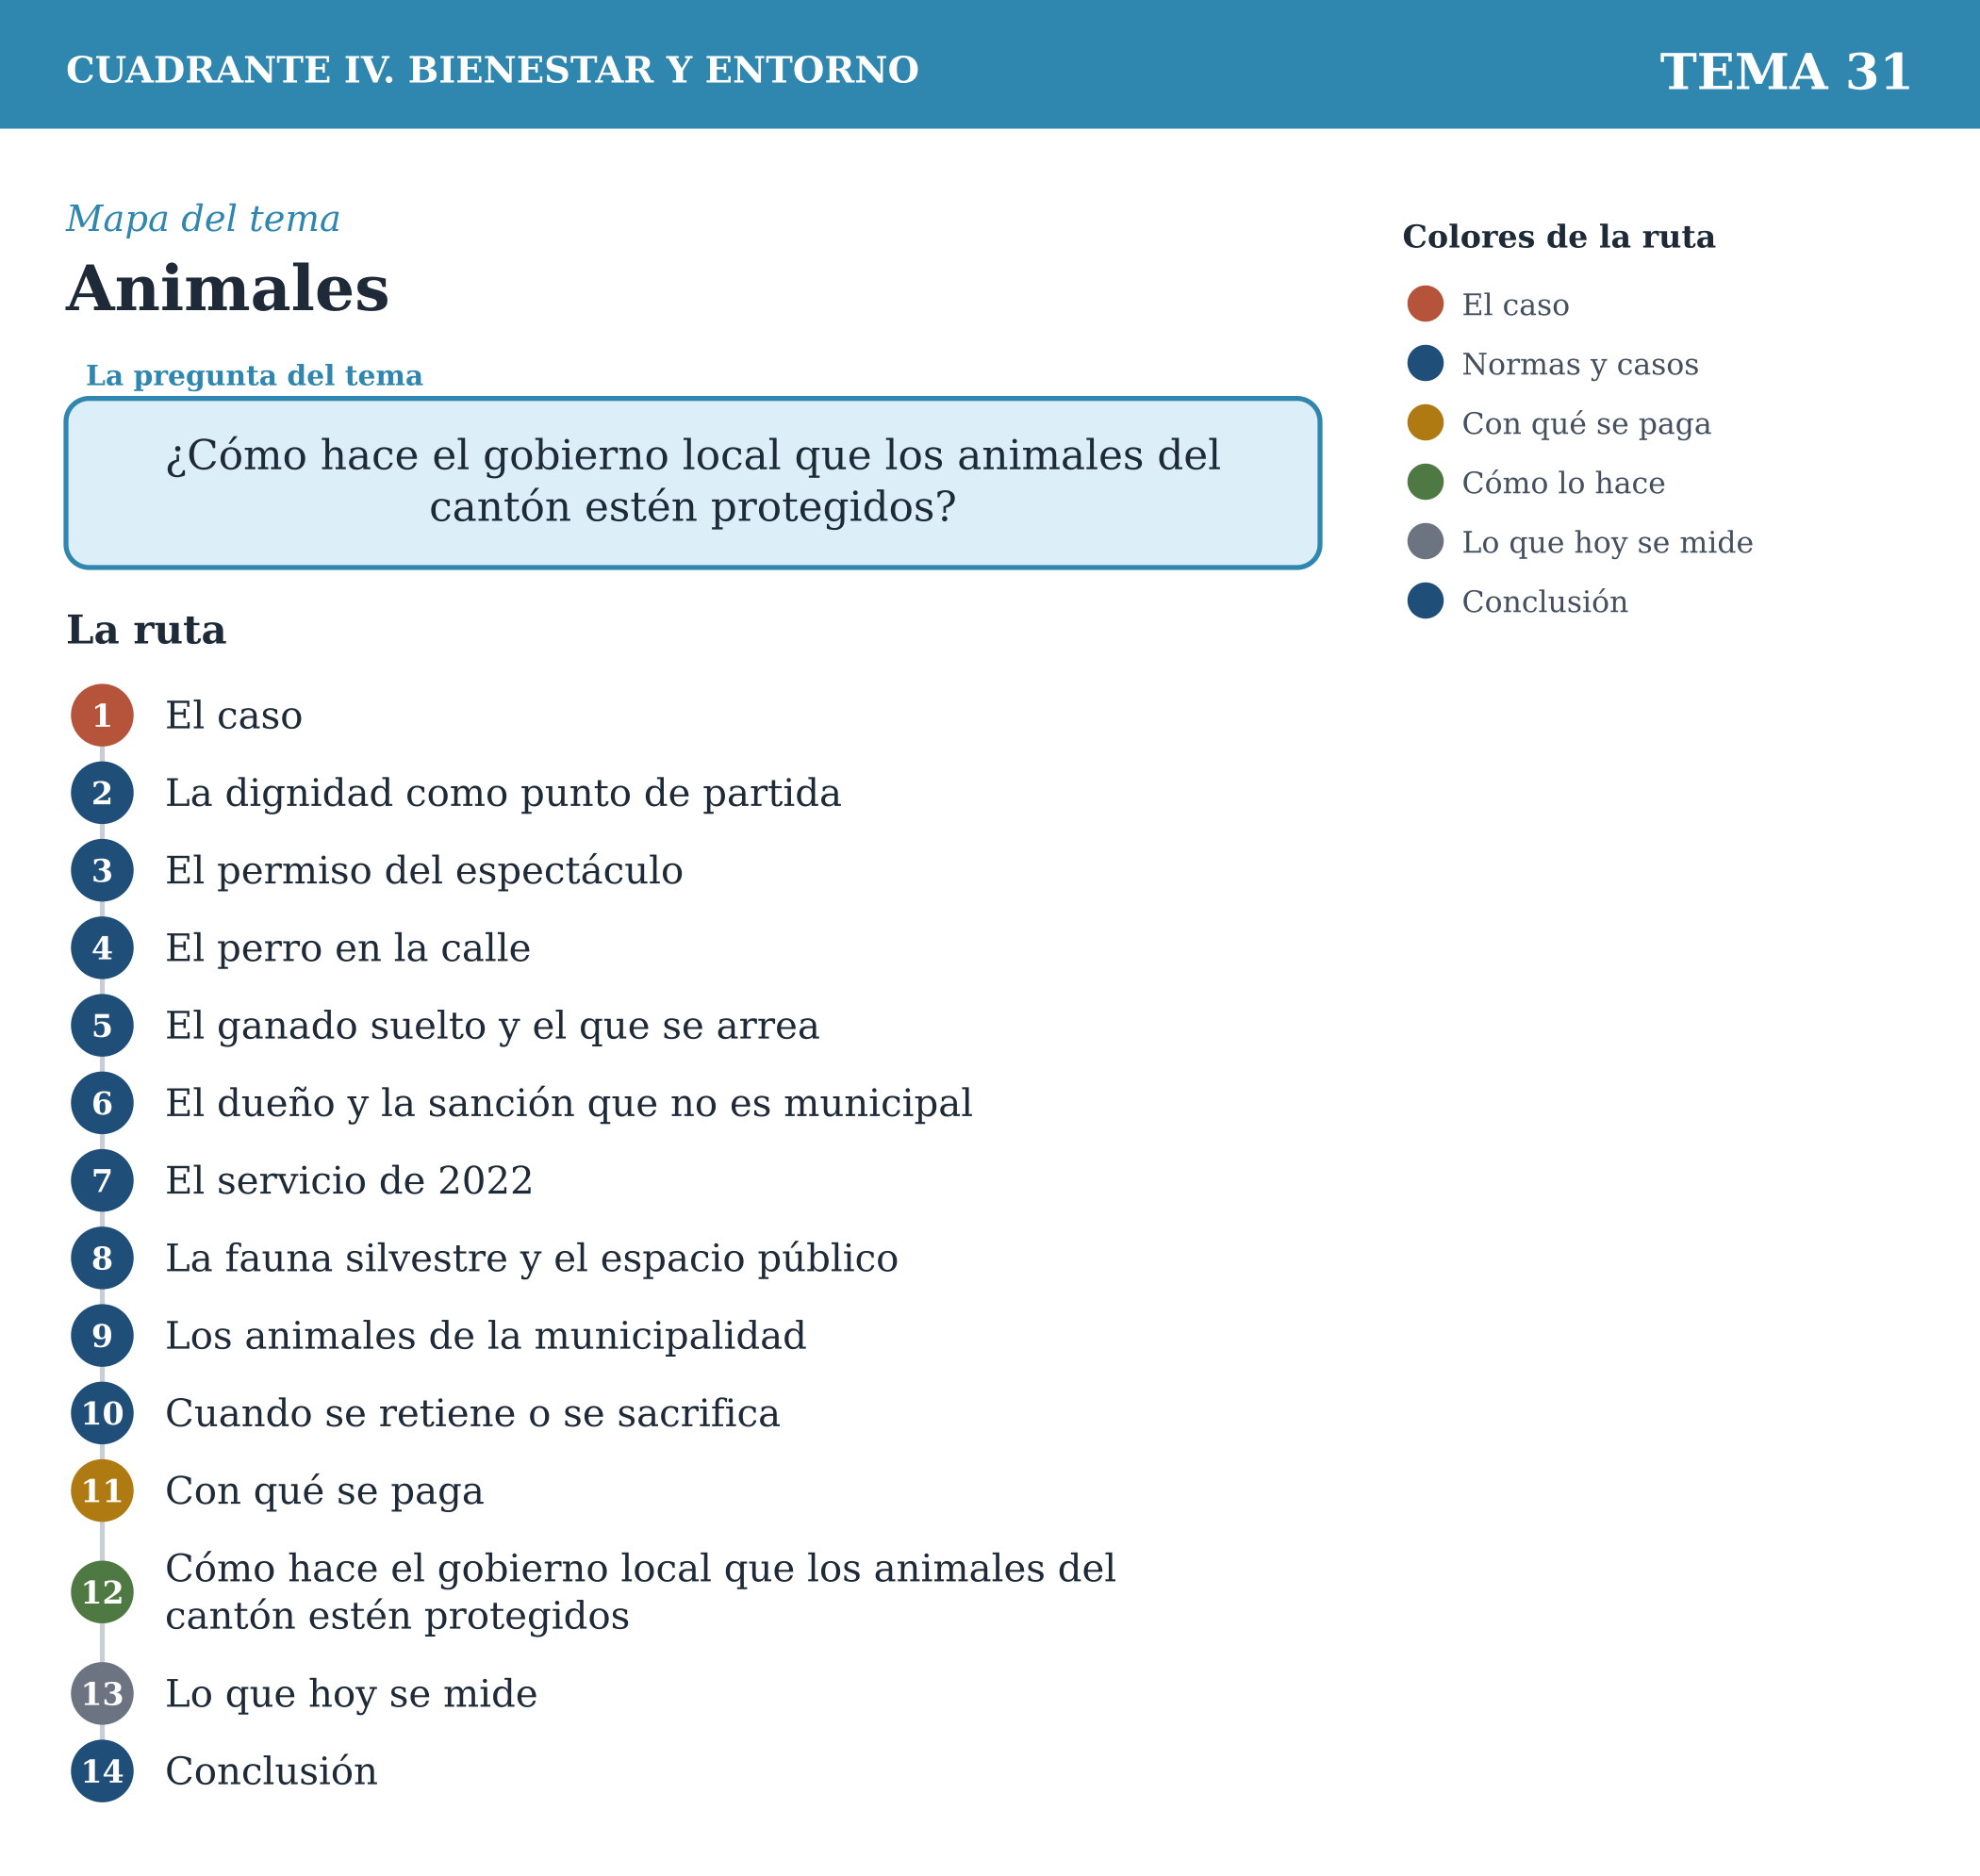 CUADRANTE IV. BIENESTAR Y ENTORNO
TEMA 31
Mapa del tema
Animales
La pregunta del tema
¿Cómo hace el gobierno local que los animales del
cantón estén protegidos?
Colores de la ruta
El caso
Normas y casos
Con qué se paga
Cómo lo hace
Lo que hoy se mide
Conclusión
La ruta
1 El caso
2 La dignidad como punto de partida
3 El permiso del espectáculo
4 El perro en la calle
5 El ganado suelto y el que se arrea
6 El dueño y la sanción que no es municipal
7 El servicio de 2022
8 La fauna silvestre y el espacio público
9 Los animales de la municipalidad
10 Cuando se retiene o se sacrifica
11 Con qué se paga
12 Cómo hace el gobierno local que los animales del
cantón estén protegidos
13 Lo que hoy se mide
14 Conclusión